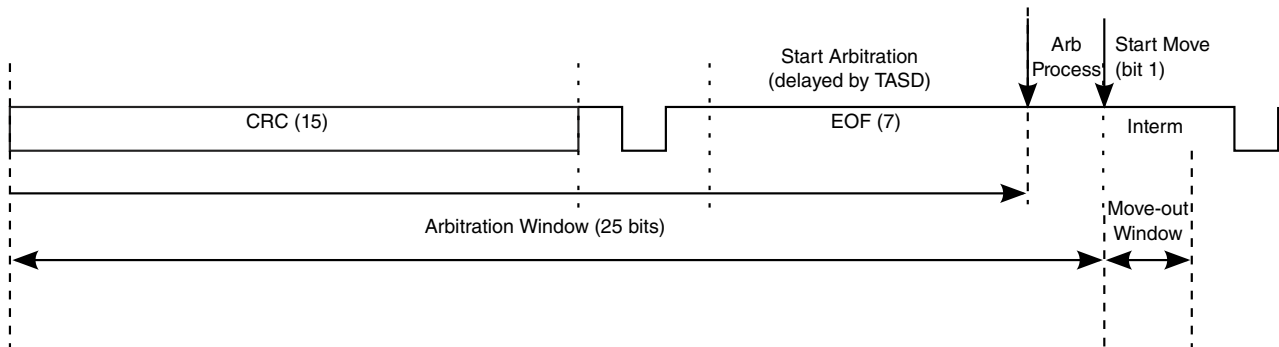 Start Arbitration
(delayed by TASD)
Arb
Process
Start Move
(bit 1)
CRC (15)
EOF (7)
Interm
Arbitration Window (25 bits)
Move-out
Window